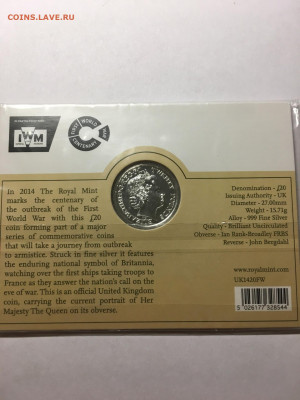 COINS.LAVE.RU
IWM
FIRST WORLD WAR CENTENARY
In 2014 The Royal Mint
marks the centenary of
the outbreak of the First
World War with this £20
coin forming part of a major
series of commemorative coins
that will take a journey from outbreak
to armistice. Struck in fine silver it features
the enduring national symbol of Britannia,
watching over the first ships taking troops to
France as they answer the nation's call on the
eve of war. This is an official United Kingdom
coin, carrying the current portrait of Her
Majesty The Queen on its obverse.
Denomination - £20
Issuing Authority - UK
Diameter - 27.00mm
Weight - 15.71g
Alloy - 999 Fine Silver
Quality - Brilliant Uncirculated
Obverse - Ian Rank-Broadley FRBS
Reverse - John Bergdahl
www.royalmint.com
UK1420FW
5 026177 328544